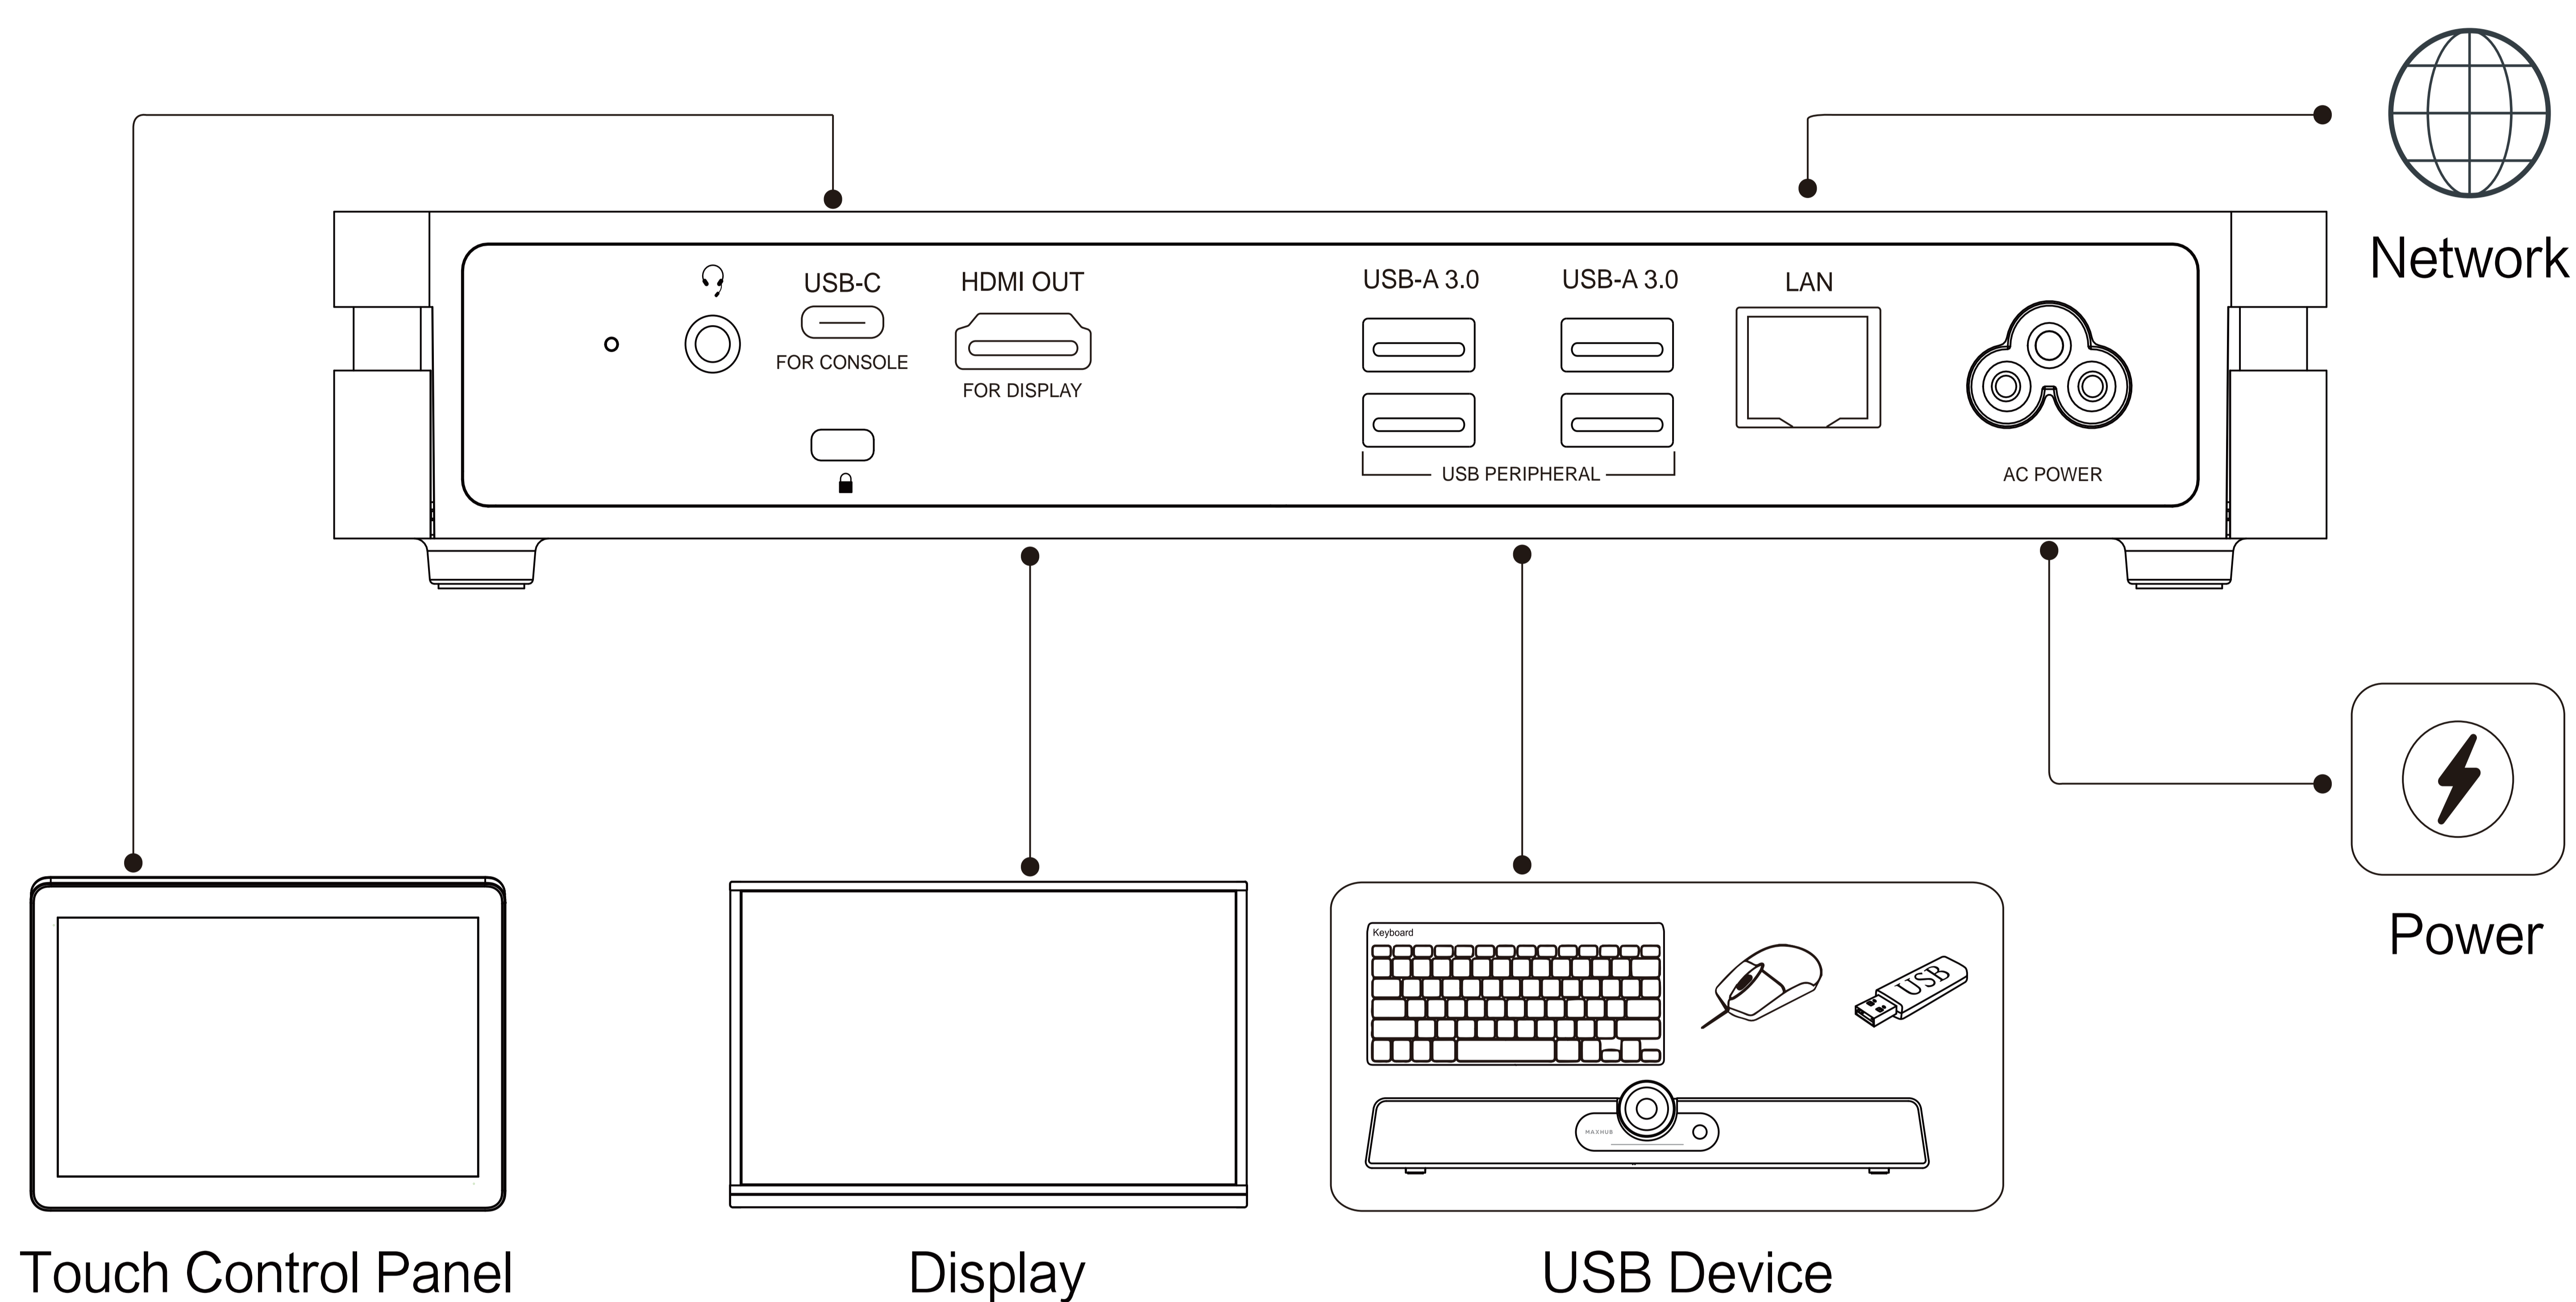 Network
USB-C
HDMI OUT
USB-A 3.0
USB-A 3.0
LAN
FOR CONSOLE
FOR DISPLAY
USB PERIPHERAL
AC POWER
Power
Keyboard
USB
MAXHUB
Touch Control Panel
Display
USB Device